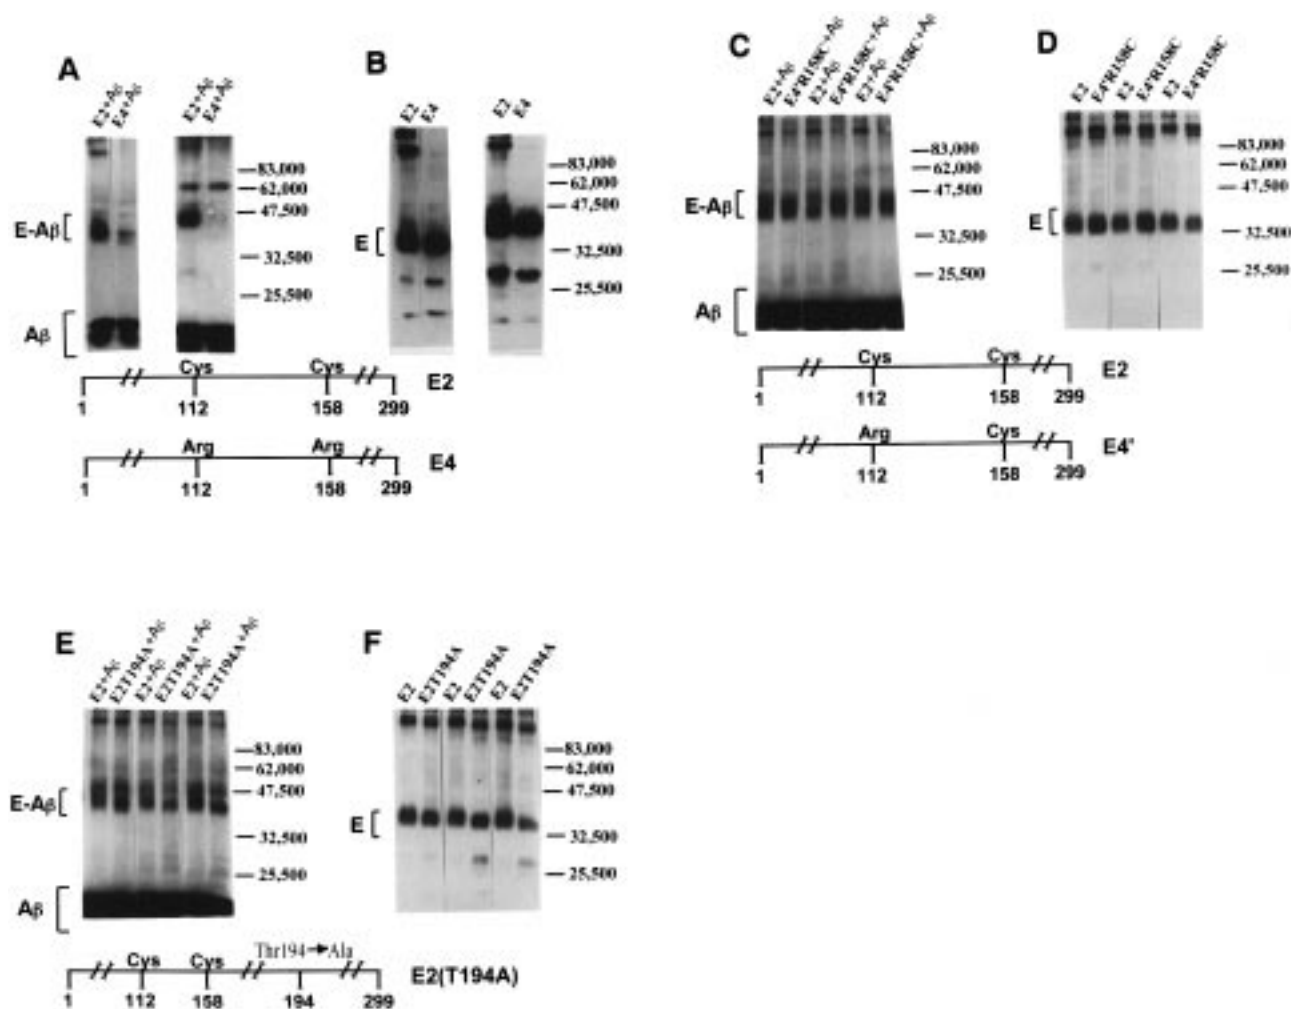 A
E2+Aβ
E4+Aβ
E2+Aβ
E4+Aβ
83,000
62,000
47,500
32,500
25,500
E-Aβ
Aβ
B
E2
E4
E2
E4
83,000
62,000
47,500
32,500
25,500
E
Cys
Cys
E2
1
112
158
299
Arg
Arg
E4
1
112
158
299
C
E2+Aβ
E4"R158C+Aβ
E2+Aβ
E4"R158C+Aβ
E2+Aβ
E4"R158C+Aβ
83,000
62,000
47,500
32,500
25,500
E-Aβ
Aβ
D
E2
E4"R158C
E2
E4"R158C
E2
E4"R158C
83,000
62,000
47,500
32,500
25,500
E
Cys
Cys
E2
1
112
158
299
Arg
Cys
E4"
1
112
158
299
E
E2+Aβ
E2T194A+Aβ
E2+Aβ
E2T194A+Aβ
E2+Aβ
E2T194A+Aβ
83,000
62,000
47,500
32,500
25,500
E-Aβ
Aβ
F
E2
E2T194A
E2
E2T194A
E2
E2T194A
83,000
62,000
47,500
32,500
25,500
E
Cys
Cys
Thr194→Ala
E2(T194A)
1
112
158
194
299